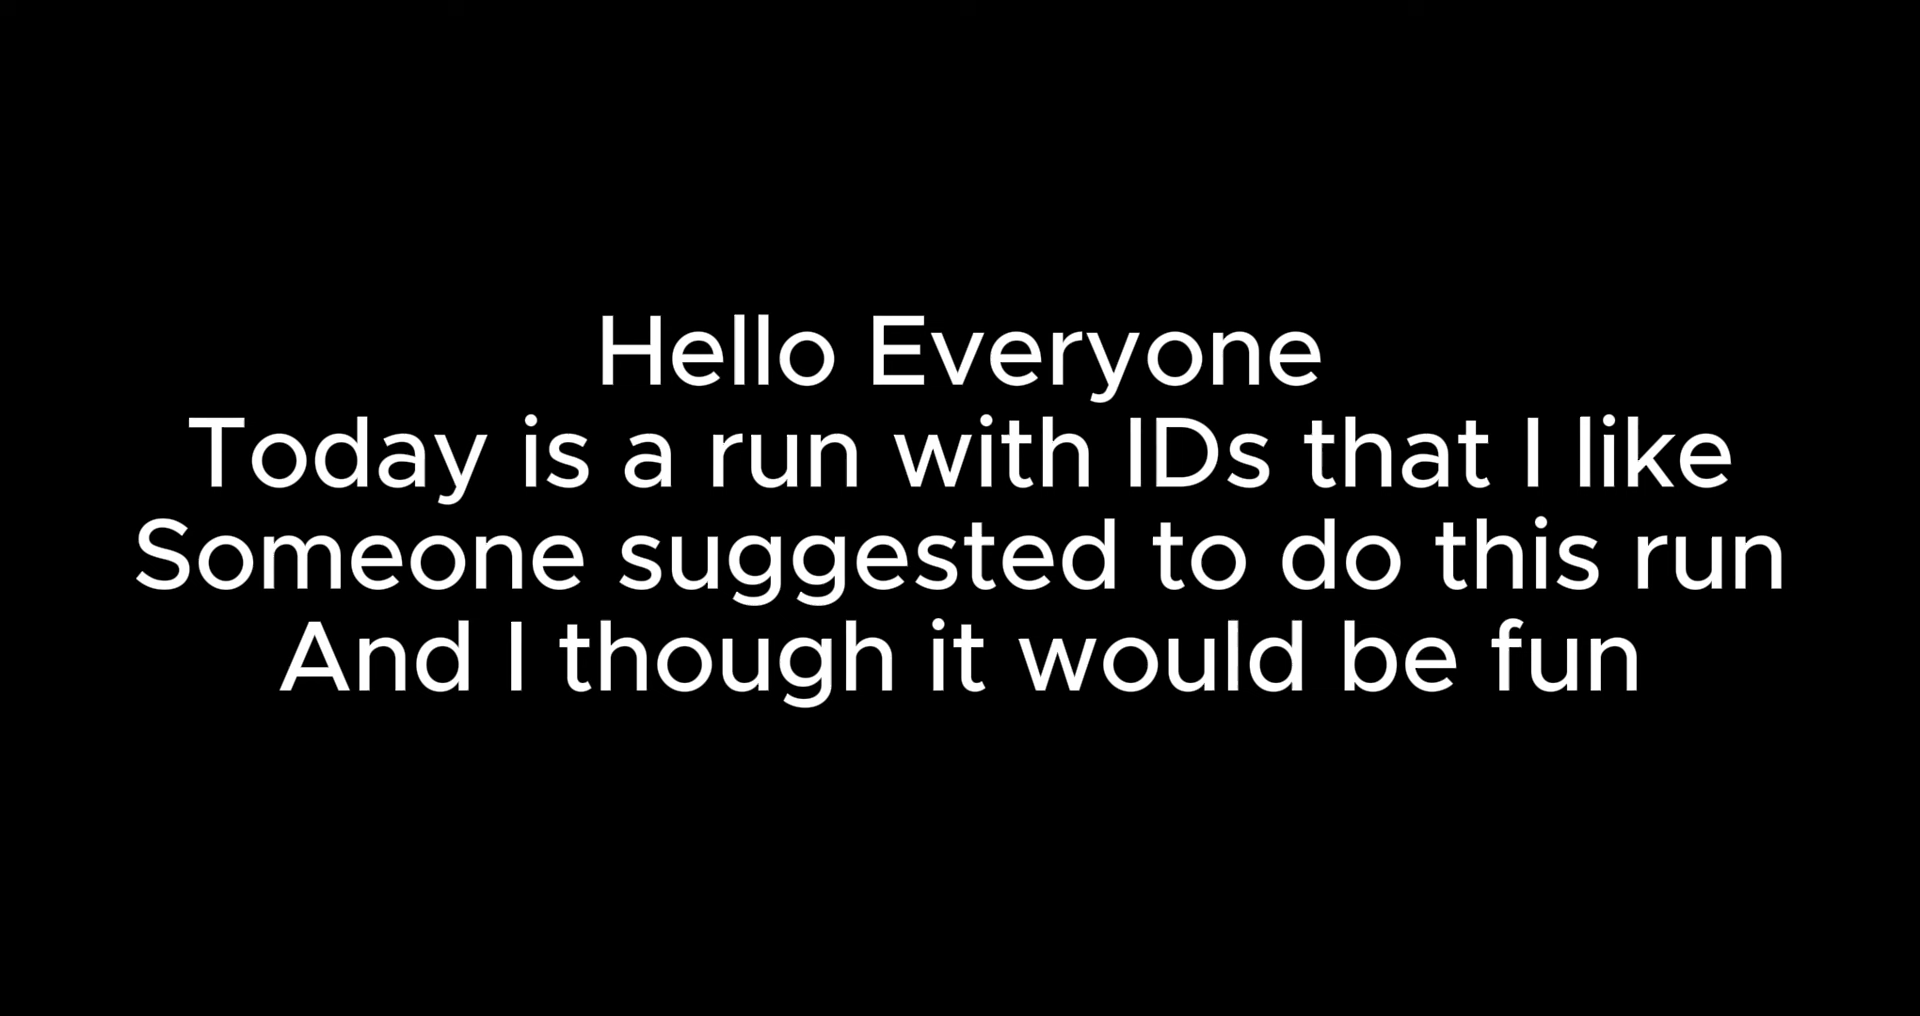 Hello Everyone
Today is a run with IDs that I like
Someone suggested to do this run
And I though it would be fun